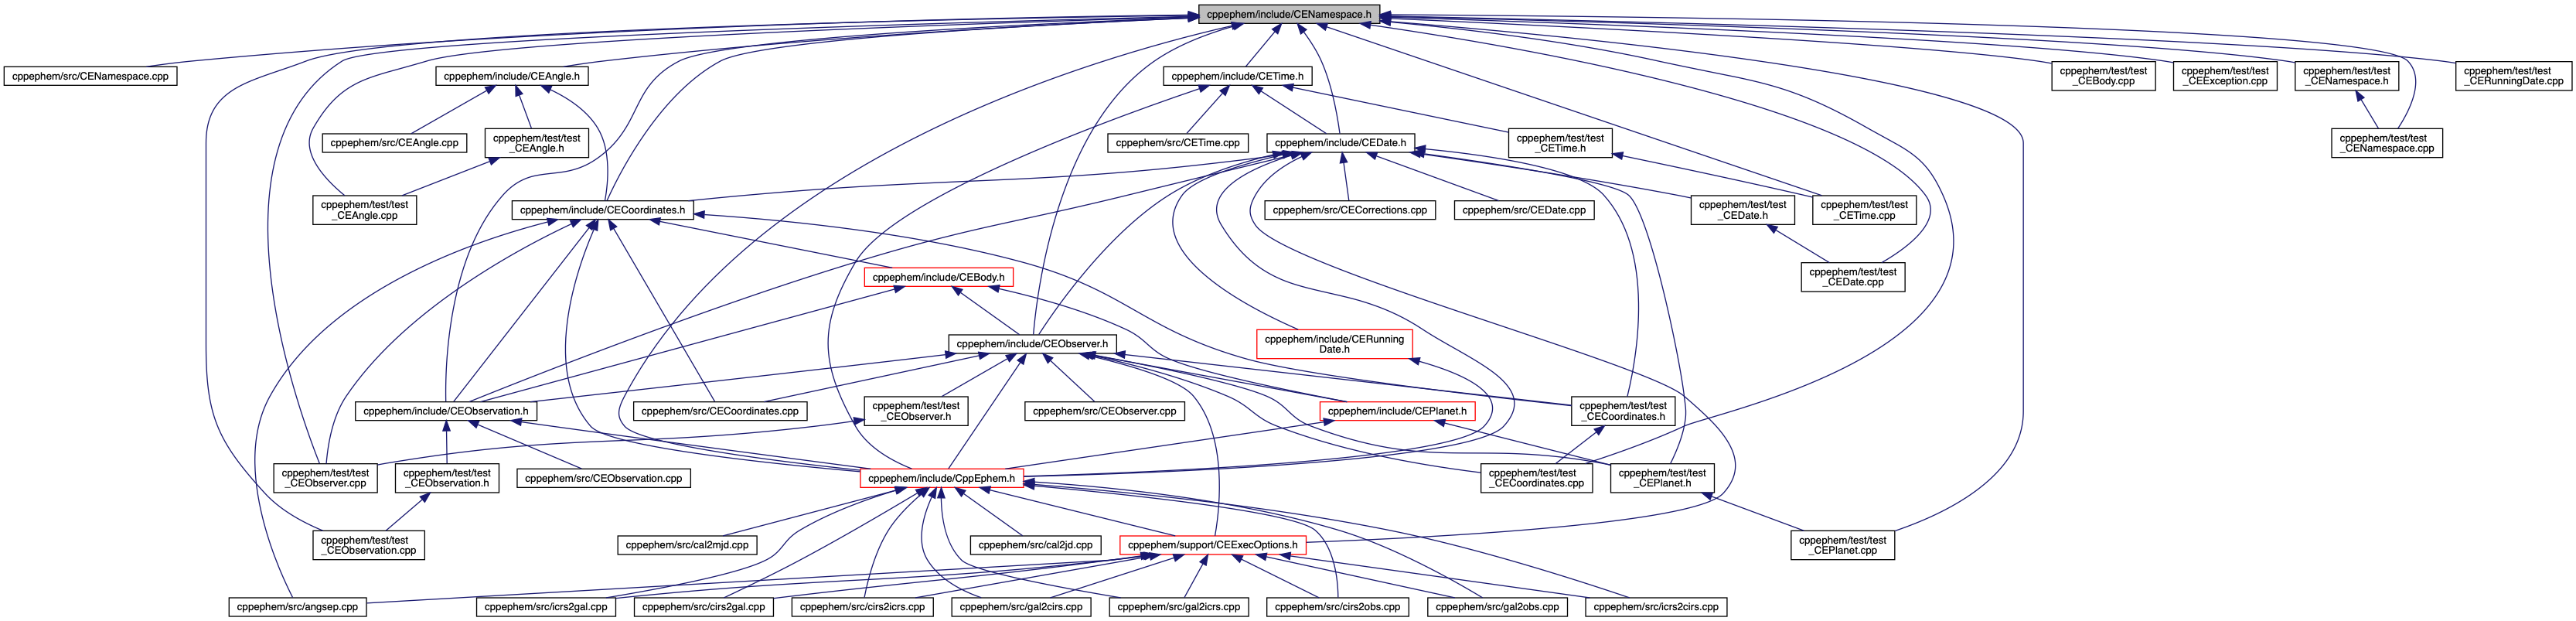 cppephem/include/CENamespace.h
cppephem/src/CENamespace.cpp
cppephem/include/CEAngle.h
cppephem/include/CETime.h
cppephem/test/test
_CEBody.cpp
cppephem/test/test
_CEException.cpp
cppephem/test/test
_CENamespace.h
cppephem/test/test
_CERunningDate.cpp
cppephem/src/CEAngle.cpp
cppephem/test/test
_CEAngle.h
cppephem/src/CETime.cpp
cppephem/include/CEDate.h
cppephem/test/test
_CETime.h
cppephem/test/test
_CENamespace.cpp
cppephem/test/test
_CEAngle.cpp
cppephem/include/CECoordinates.h
cppephem/src/CECorrections.cpp
cppephem/src/CEDate.cpp
cppephem/test/test
_CEDate.h
cppephem/test/test
_CETime.cpp
cppephem/include/CEBody.h
cppephem/test/test
_CEDate.cpp
cppephem/include/CEObserver.h
cppephem/include/CERunning
Date.h
cppephem/include/CEObservation.h
cppephem/src/CECoordinates.cpp
cppephem/test/test
_CEObserver.h
cppephem/src/CEObserver.cpp
cppephem/include/CEPlanet.h
cppephem/test/test
_CECoordinates.h
cppephem/test/test
_CEObserver.cpp
cppephem/test/test
_CEObservation.h
cppephem/src/CEObservation.cpp
cppephem/include/CppEphem.h
cppephem/test/test
_CECoordinates.cpp
cppephem/test/test
_CEPlanet.h
cppephem/test/test
_CEObservation.cpp
cppephem/src/cal2mjd.cpp
cppephem/src/cal2jd.cpp
cppephem/support/CEExecOptions.h
cppephem/test/test
_CEPlanet.cpp
cppephem/src/angsep.cpp
cppephem/src/icrs2gal.cpp
cppephem/src/cirs2gal.cpp
cppephem/src/cirs2icrs.cpp
cppephem/src/gal2cirs.cpp
cppephem/src/gal2icrs.cpp
cppephem/src/cirs2obs.cpp
cppephem/src/gal2obs.cpp
cppephem/src/icrs2cirs.cpp